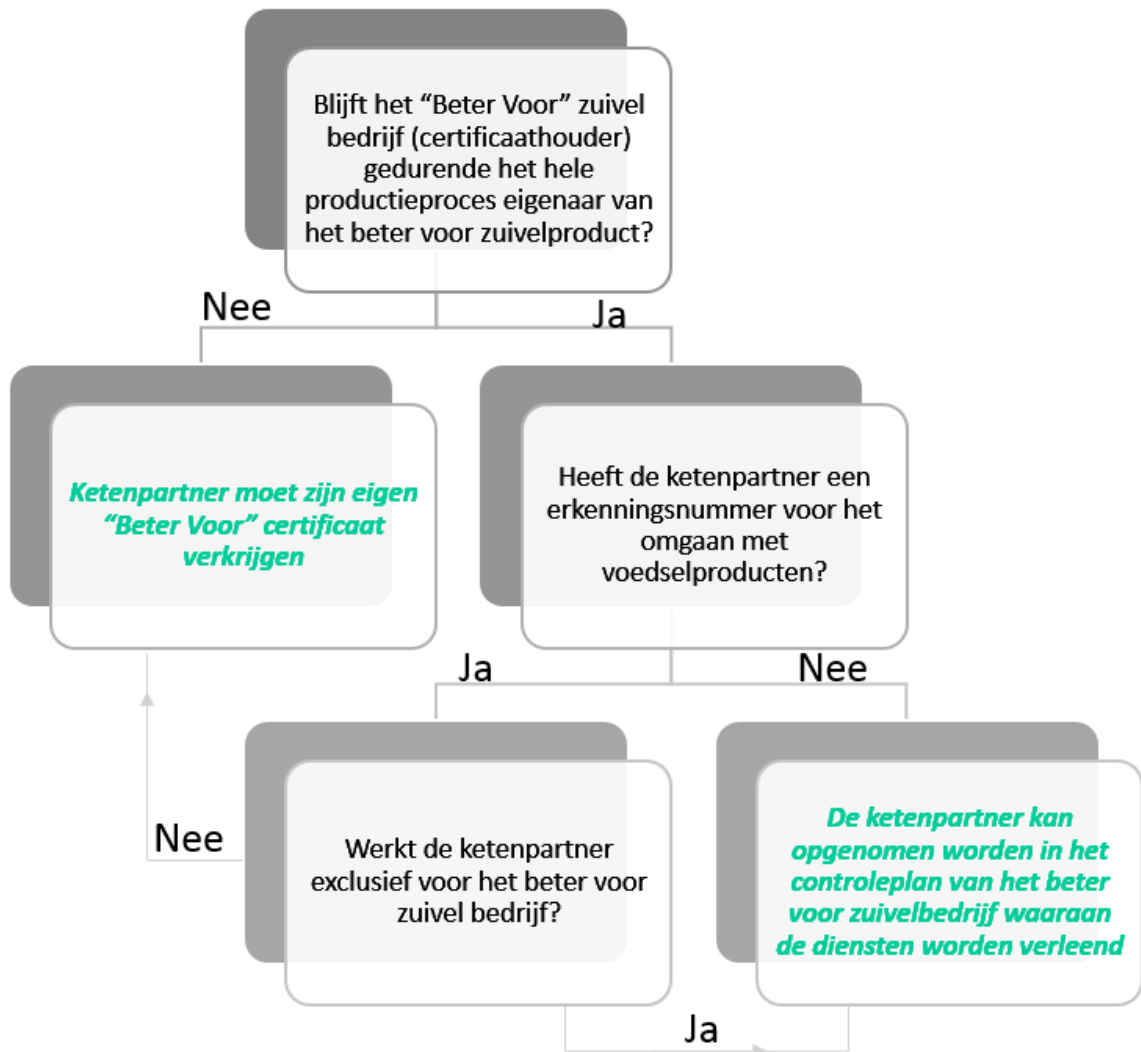 Blijft het “Beter Voor” zuivel
bedrijf (certificaathouder)
gedurende het hele
productieproces eigenaar van
het beter voor zuivelproduct?
Nee
Ja
Ketenpartner moet zijn eigen
“Beter Voor” certificaat
verkrijgen
Heeft de ketenpartner een
erkenningsnummer voor het
omgaan met
voedselproducten?
Ja
Nee
Nee
Werkt de ketenpartner
exclusief voor het beter voor
zuivel bedrijf?
De ketenpartner kan
opgenomen worden in het
controleplan van het beter
voor zuivelbedrijf waaraan
de diensten worden verleend
Ja